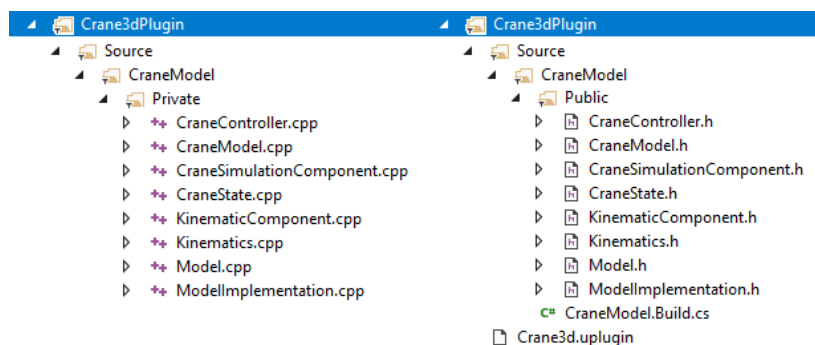 Crane3dPlugin
Source
CraneModel
Private
CraneController.cpp
CraneModel.cpp
CraneSimulationComponent.cpp
CraneState.cpp
KinematicComponent.cpp
Kinematics.cpp
Model.cpp
ModelImplementation.cpp
Crane3dPlugin
Source
CraneModel
Public
CraneController.h
CraneModel.h
CraneSimulationComponent.h
CraneState.h
KinematicComponent.h
Kinematics.h
Model.h
ModelImplementation.h
C# CraneModel.Build.cs
Crane3d.uplugin